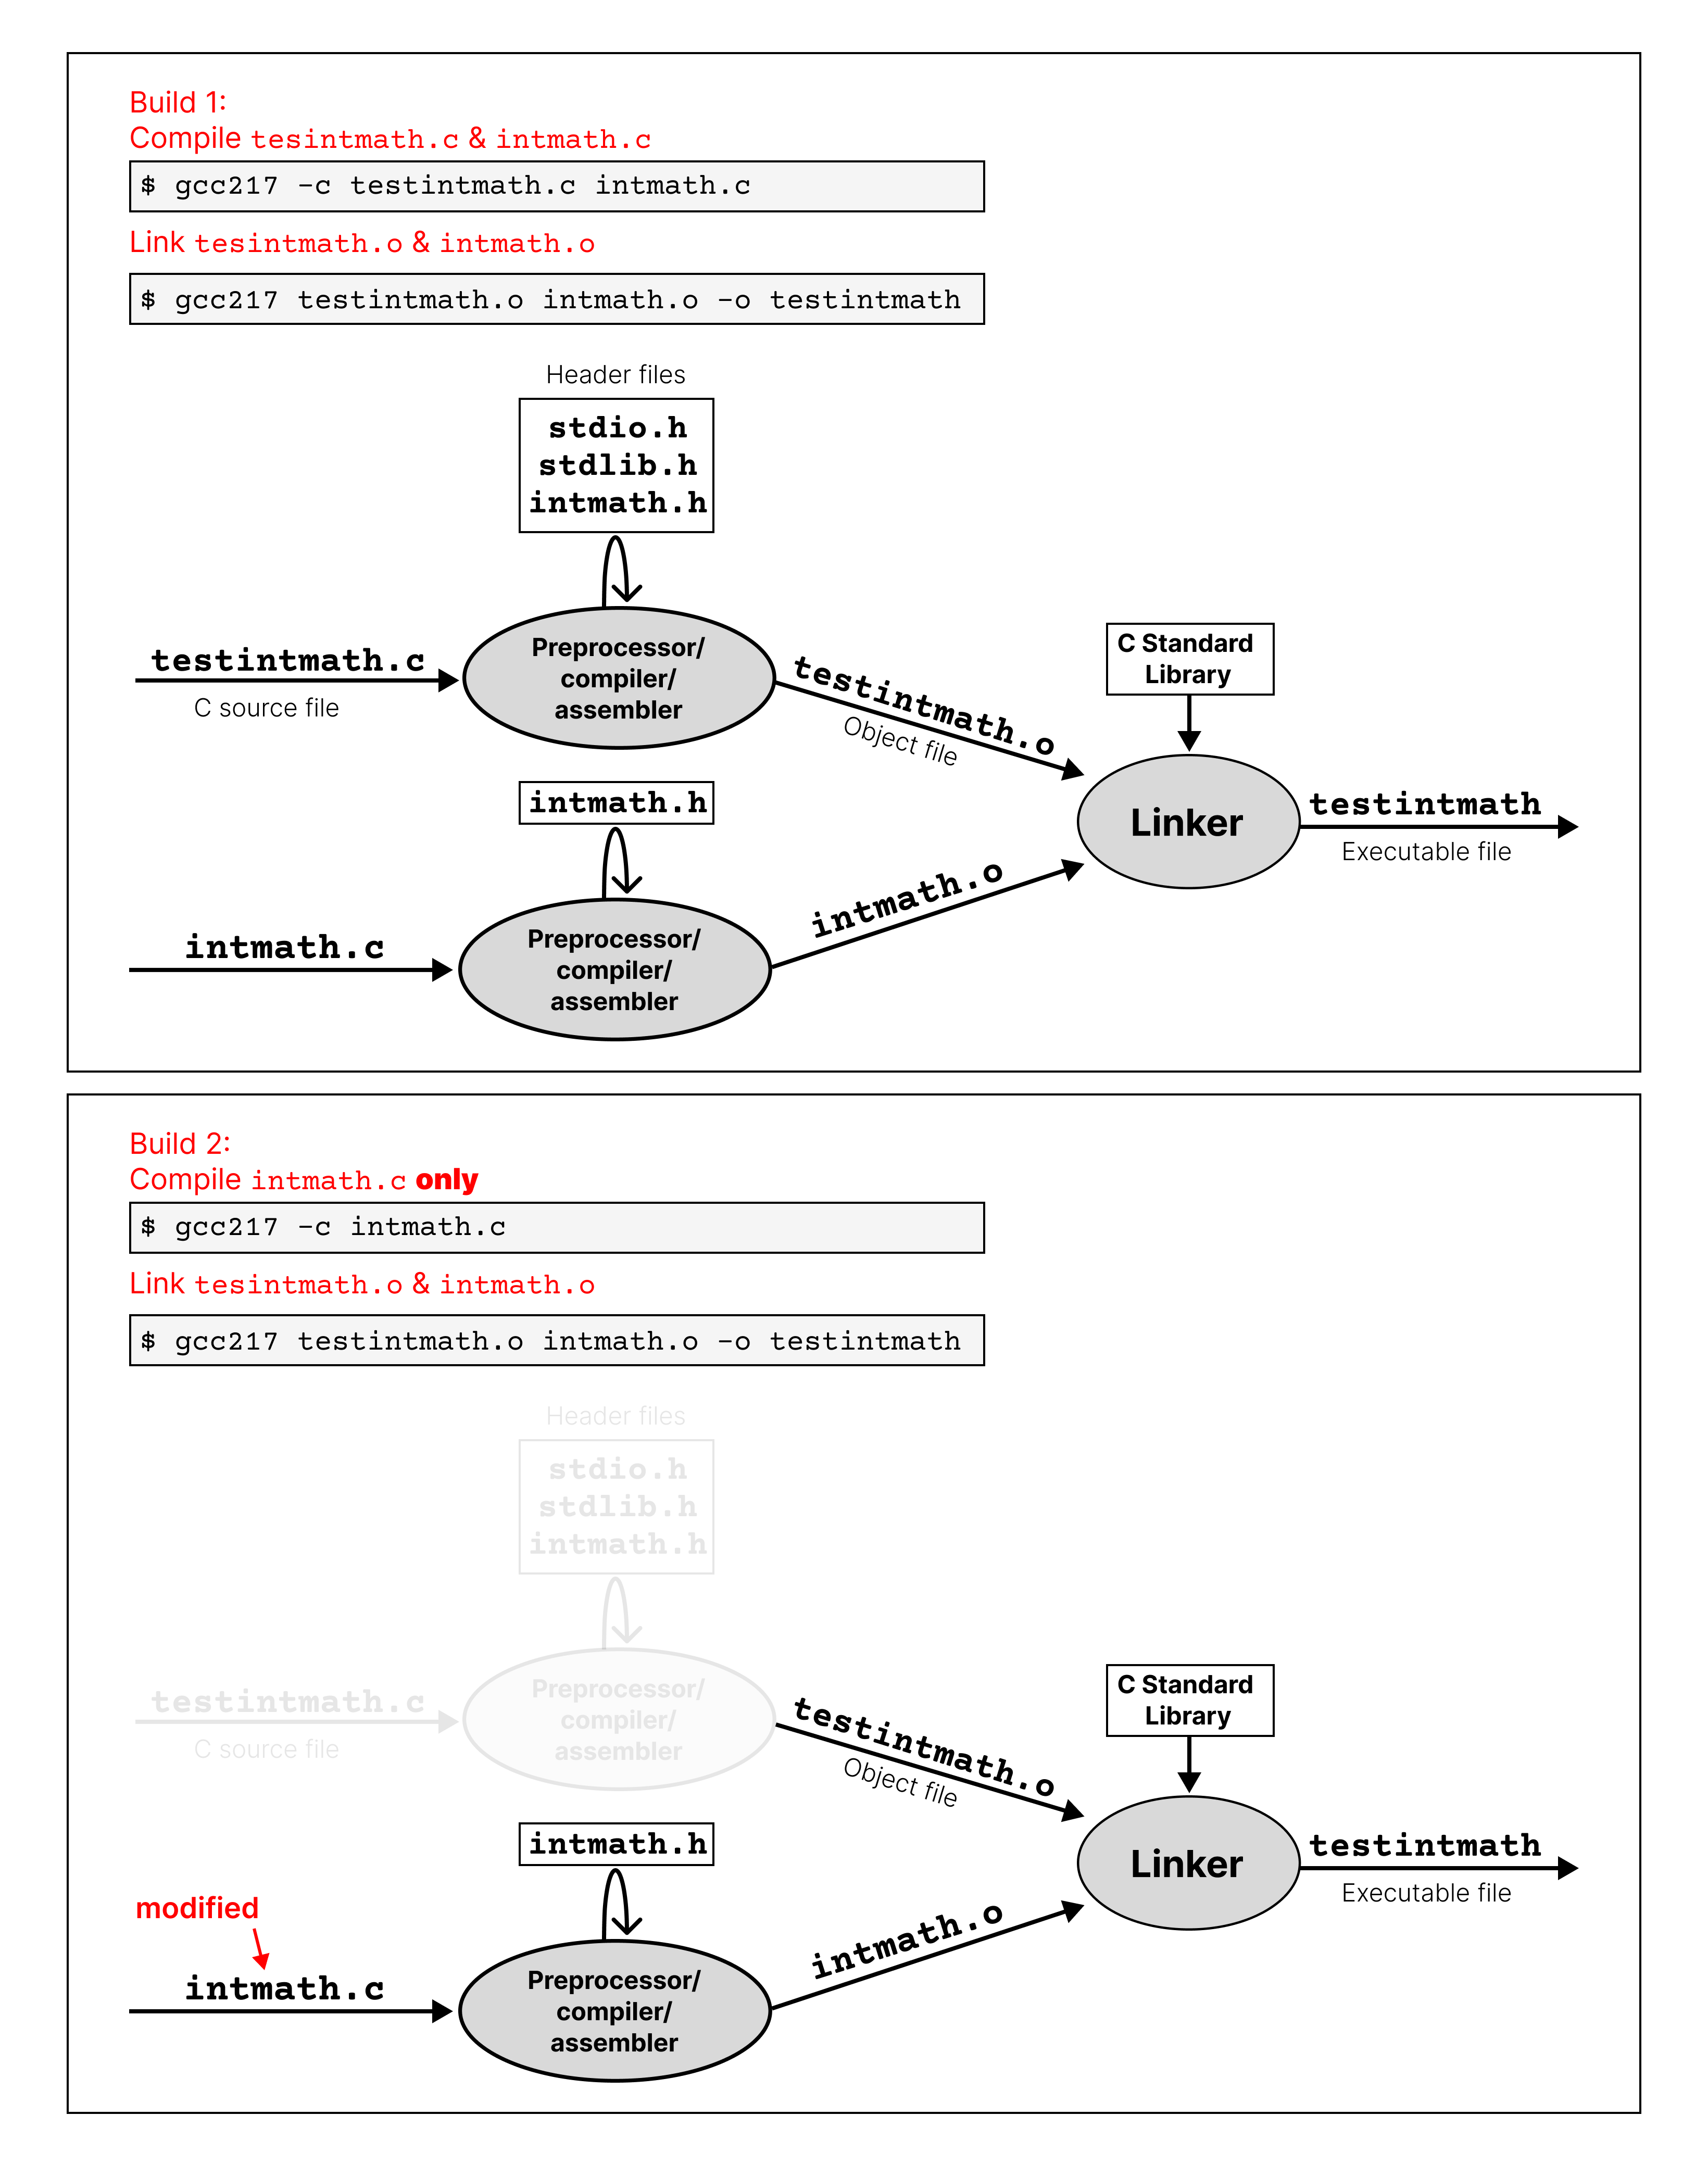 Build 1:
Compile tesintmath.c & intmath.c
$ gcc217 -c testintmath.c intmath.c
Link tesintmath.o & intmath.o
$ gcc217 testintmath.o intmath.o -o testintmath
Header files
stdio.h
stdlib.h
intmath.h
testintmath.c
C source file
Preprocessor/
compiler/
assembler
testintmath.o
Object file
C Standard
Library
intmath.h
Linker
testintmath
Executable file
intmath.c
Preprocessor/
compiler/
assembler
intmath.o
Build 2:
Compile intmath.c only
$ gcc217 -c intmath.c
Link tesintmath.o & intmath.o
$ gcc217 testintmath.o intmath.o -o testintmath
Header files
stdio.h
stdlib.h
intmath.h
testintmath.c
C source file
Preprocessor/
compiler/
assembler
testintmath.o
Object file
C Standard
Library
intmath.h
Linker
testintmath
Executable file
modified
intmath.c
Preprocessor/
compiler/
assembler
intmath.o